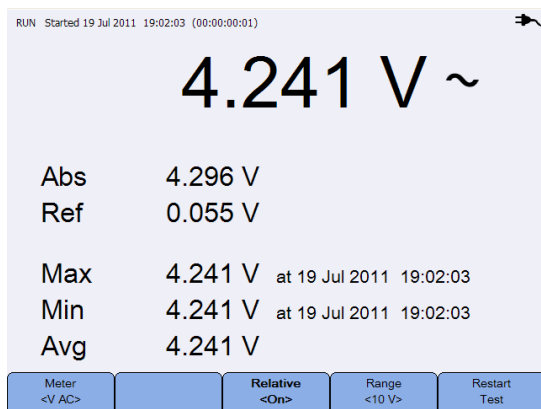 RUN Started 19 Jul 2011 19:02:03 (00:00:00:01)
4.241 V ~
Abs 4.296 V
Ref 0.055 V
Max 4.241 V at 19 Jul 2011 19:02:03
Min 4.241 V at 19 Jul 2011 19:02:03
Avg 4.241 V
Meter Relative Range Restart
<V AC> <On> <10 V> Test